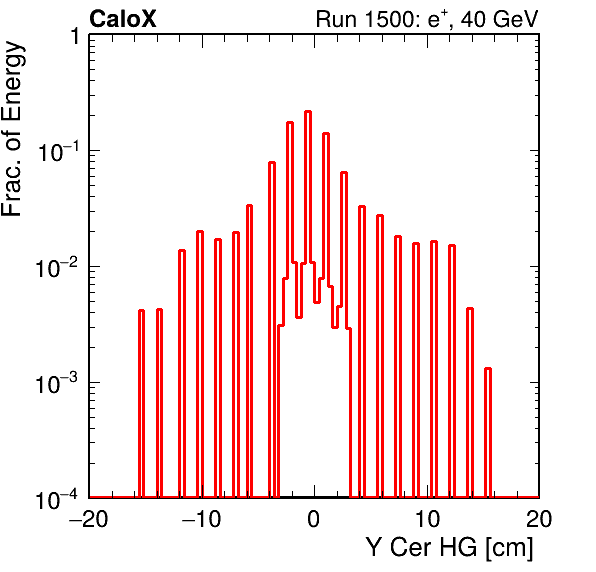 CaloX Run 1500: e⁺, 40 GeV
Frac. of Energy
1
10⁻¹
10⁻²
10⁻³
10⁻⁴
−20 −10 0 10 20
Y Cer HG [cm]